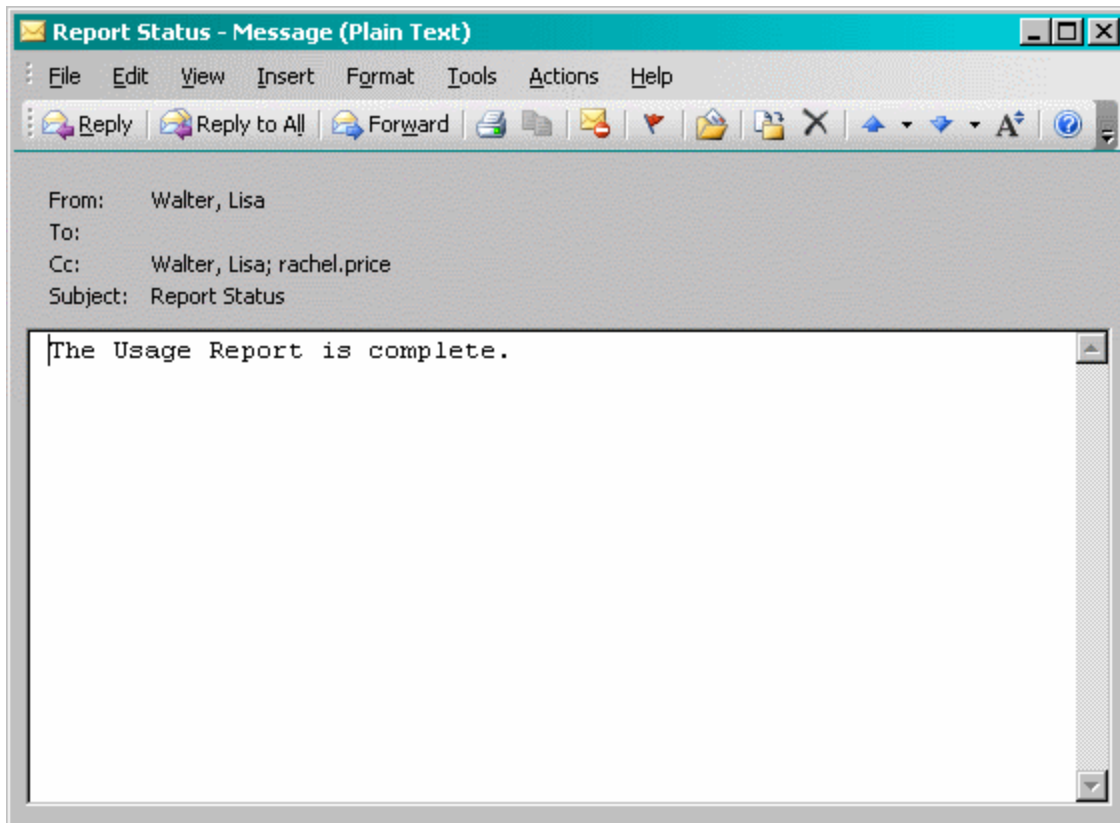 Report Status - Message (Plain Text)
File Edit View Insert Format Tools Actions Help
Reply Reply to All Forward A
From: Walter, Lisa
To:
Cc: Walter, Lisa; rachel.price
Subject: Report Status
The Usage Report is complete.